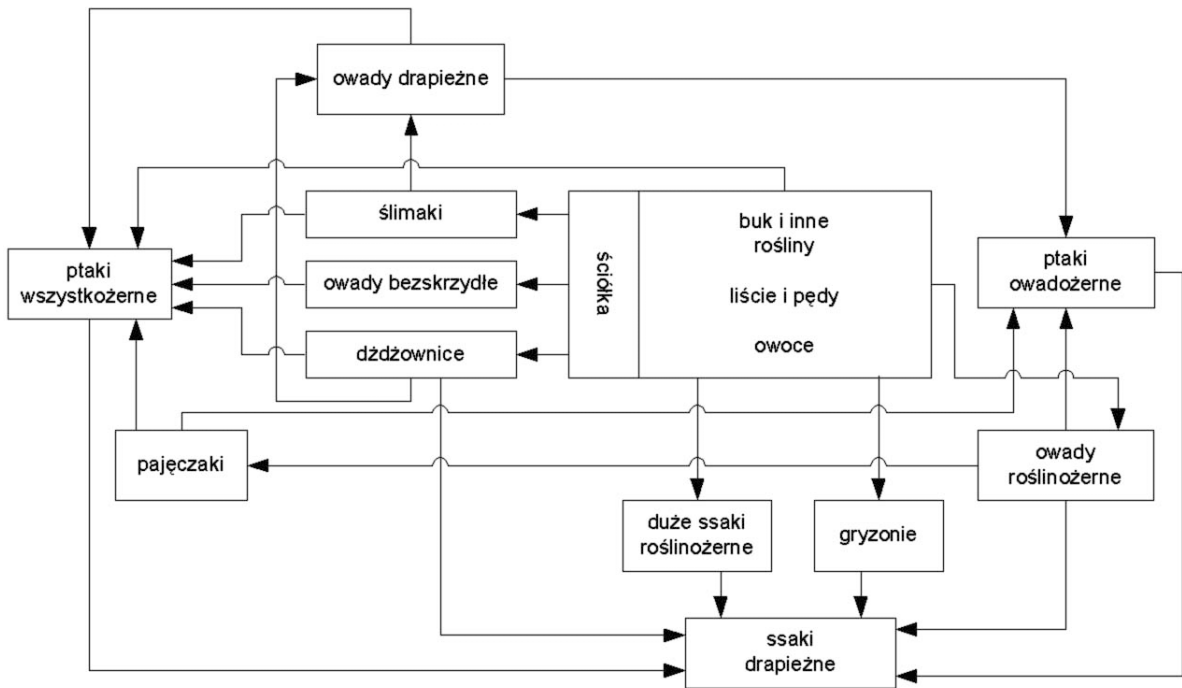 owady drapieżne
ślimaki
ściółka
buk i inne
rośliny
ptaki
wszystkożerne
owady bezskrzydłe
liście i pędy
ptaki
owadożerne
dżdżownice
owoce
pajęczaki
owady
roślinożerne
duże ssaki
roślinożerne
gryzonie
ssaki
drapieżne